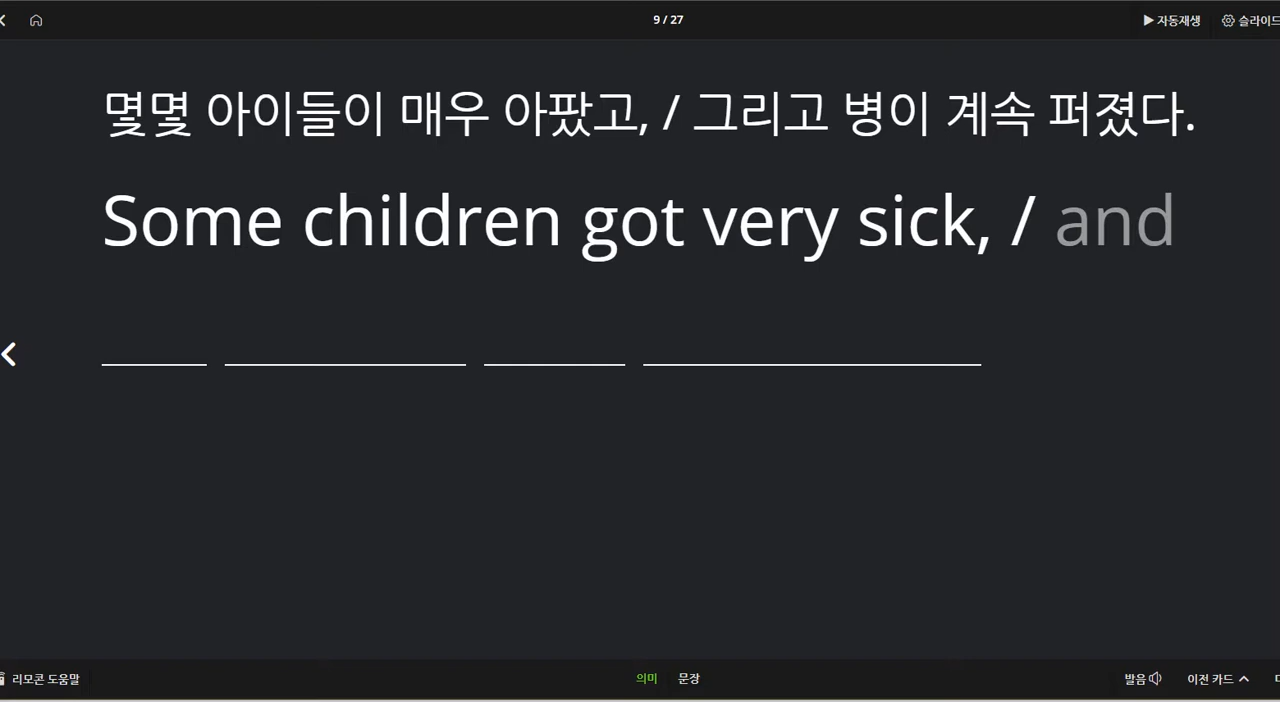 9 / 27
▶ 자동재생
슬라이드
몇몇 아이들이 매우 아팠고, / 그리고 병이 계속 퍼졌다.
Some children got very sick, / and
리모콘 도움말
의미 문장
발음
이전 카드